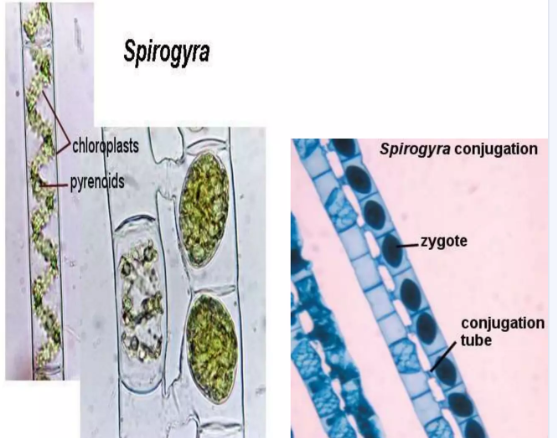 Spirogyra
chloroplasts
pyrenoids
Spirogyra conjugation
zygote
conjugation
tube